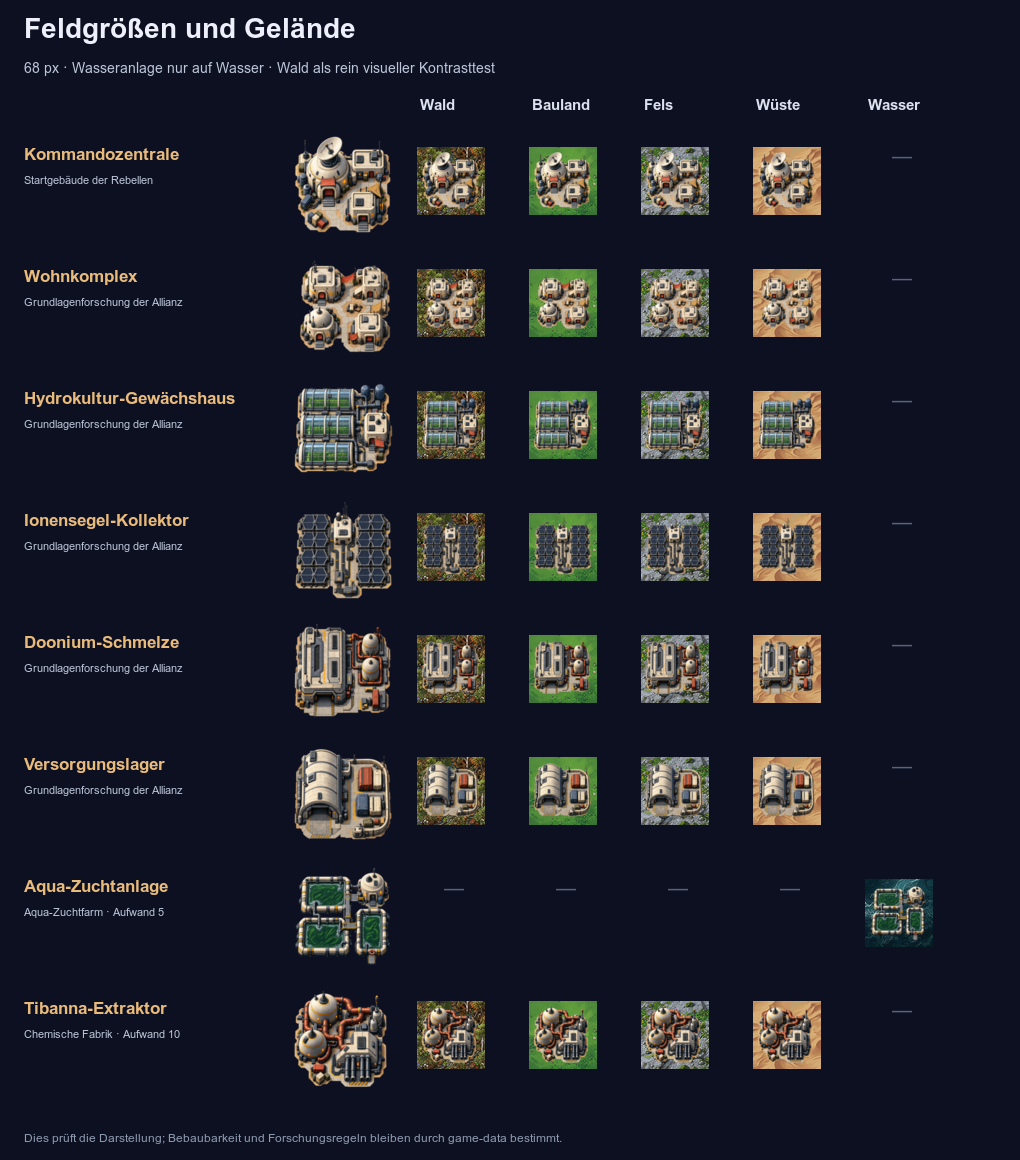 Feldgrößen und Gelände
68 px · Wasseranlage nur auf Wasser · Wald als rein visueller Kontrasttest
Wald Bauland Fels Wüste Wasser
Kommandozentrale —
Startgebäude der Rebellen
Wohnkomplex —
Grundlagenforschung der Allianz
Hydrokultur-Gewächshaus —
Grundlagenforschung der Allianz
Ionensegel-Kollektor —
Grundlagenforschung der Allianz
Doonium-Schmelze —
Grundlagenforschung der Allianz
Versorgungslager —
Grundlagenforschung der Allianz
Aqua-Zuchtanlage — — — —
Aqua-Zuchtfarm · Aufwand 5
Tibanna-Extraktor —
Chemische Fabrik · Aufwand 10
Dies prüft die Darstellung; Bebaubarkeit und Forschungsregeln bleiben durch game-data bestimmt.